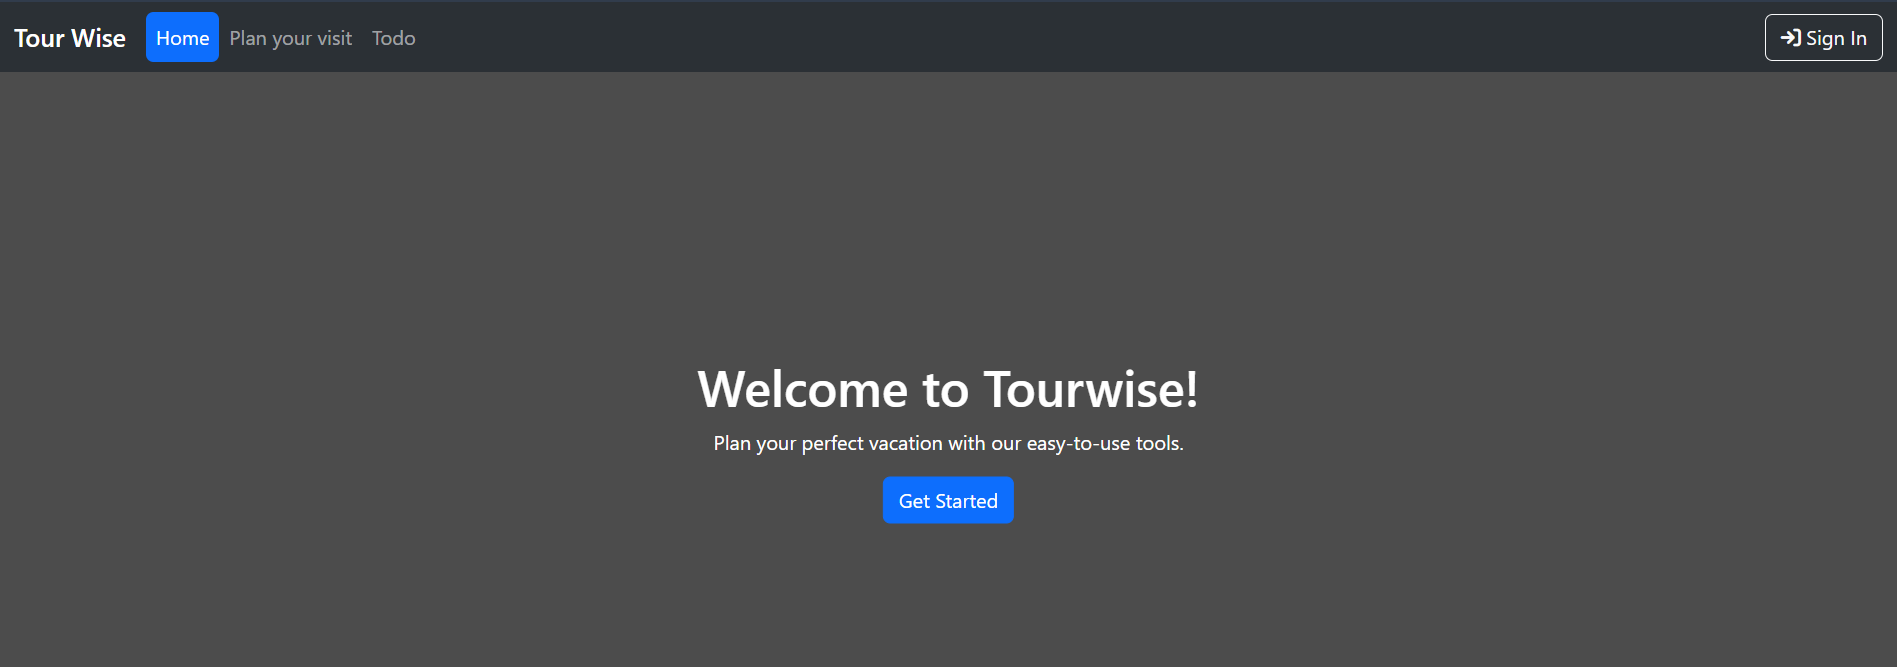 Tour Wise Home Plan your visit Todo Sign In
Welcome to Tourwise!
Plan your perfect vacation with our easy-to-use tools.
Get Started